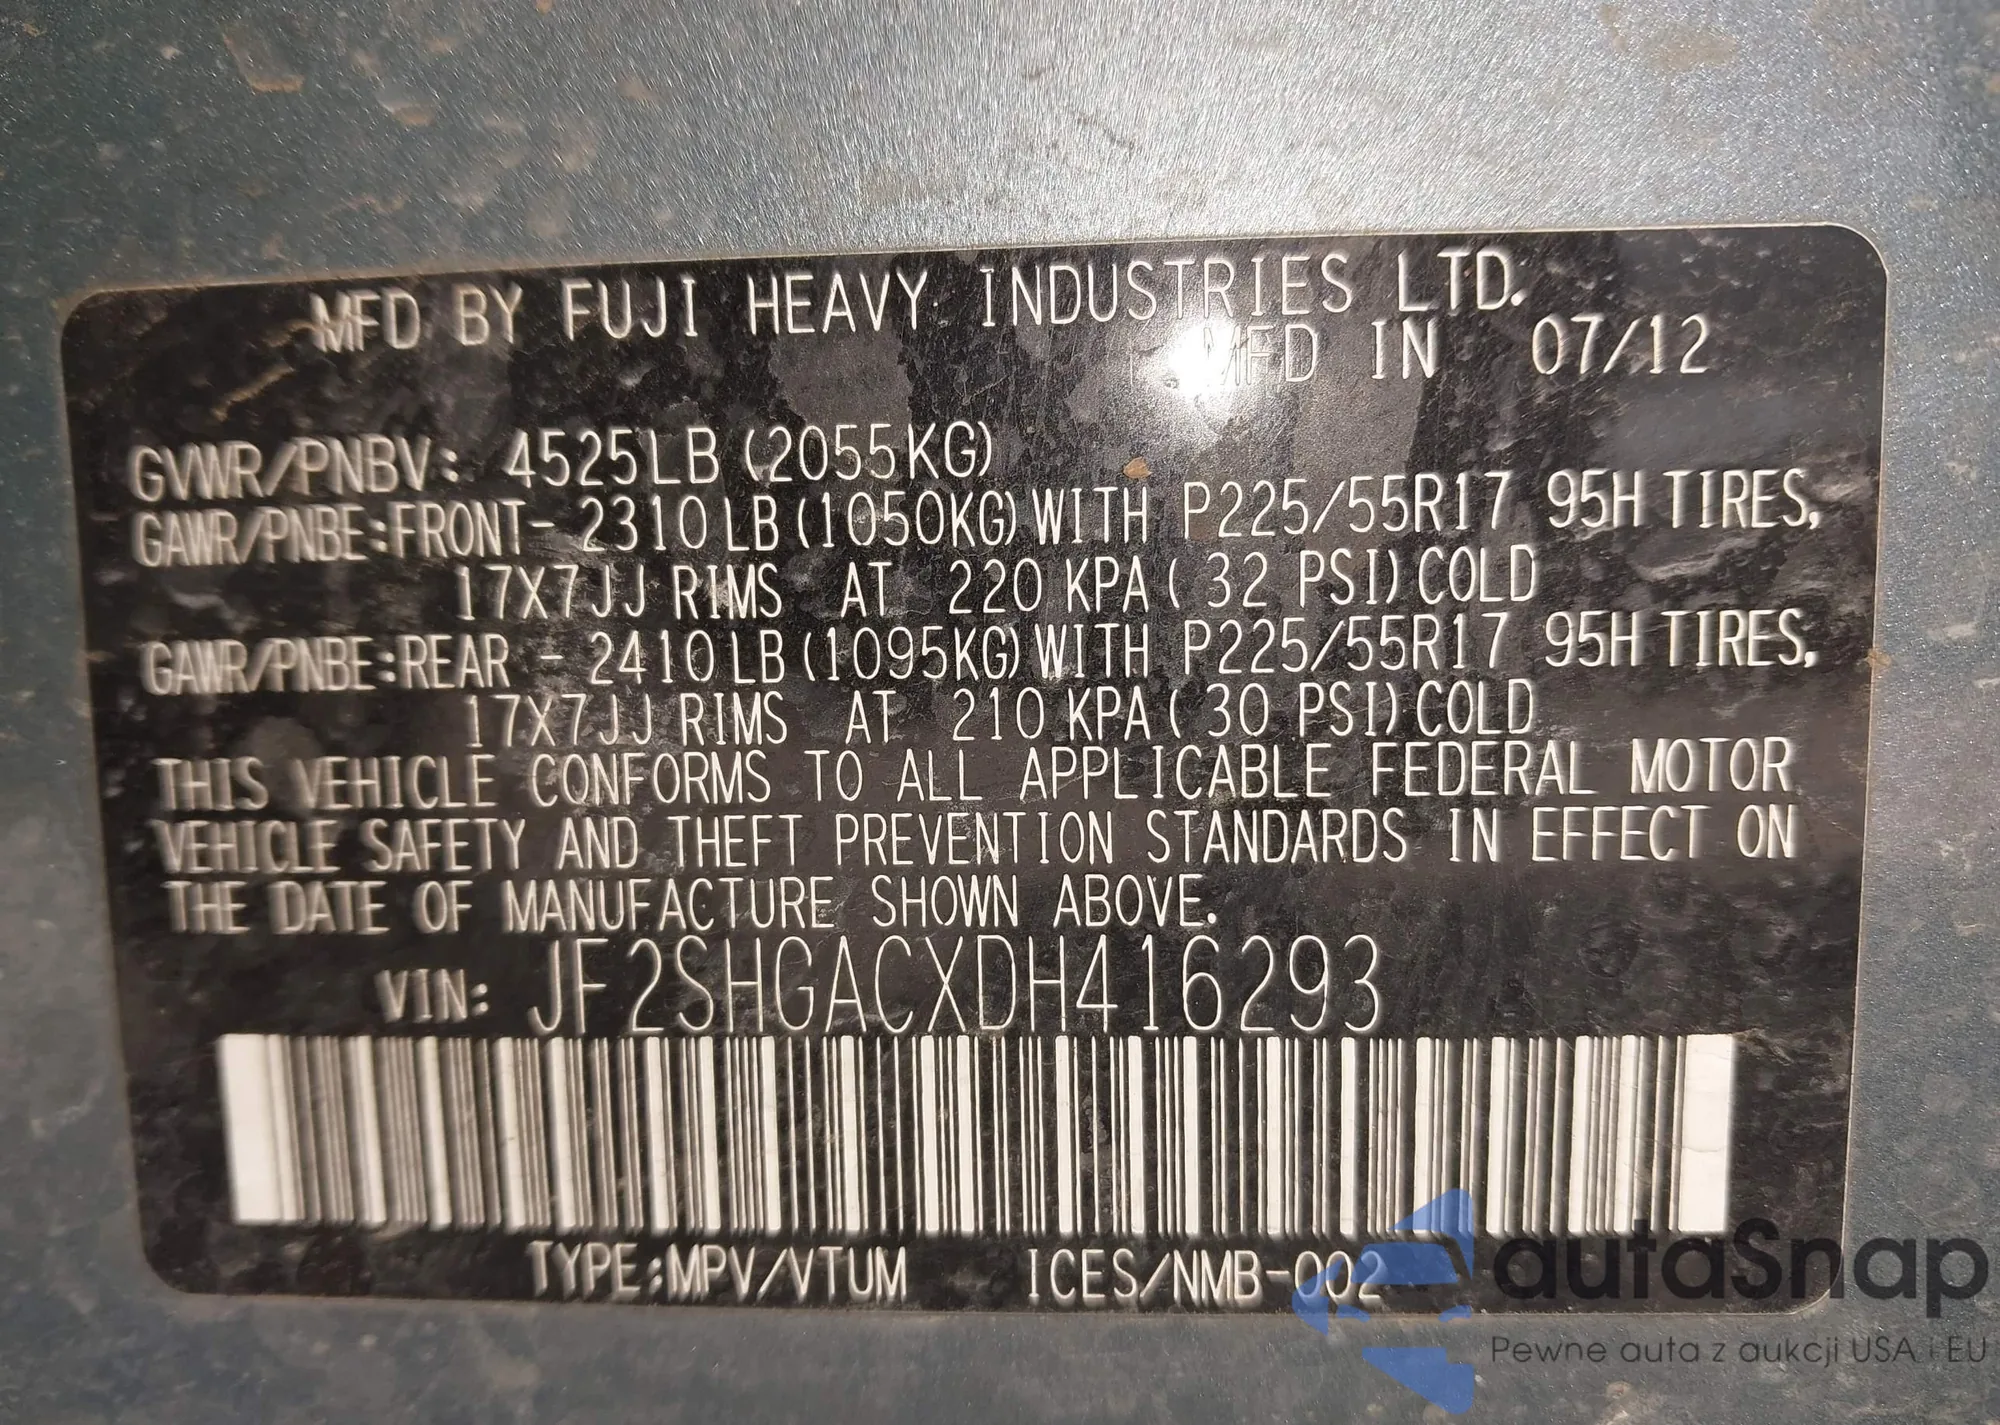 MFD BY FUJI HEAVY INDUSTRIES LTD.
MFD IN 07/12
GVWR/PNBV: 4525LB (2055KG)
GAWR/PNBE:FRONT- 2310LB(1050KG)WITH P225/55R17 95H TIRES,
17X7JJ RIMS AT 220 KPA( 32 PSI)COLD
GAWR/PNBE:REAR - 2410LB(1095KG)WITH P225/55R17 95H TIRES,
17X7JJ RIMS AT 210 KPA( 30 PSI)COLD
THIS VEHICLE CONFORMS TO ALL APPLICABLE FEDERAL MOTOR
VEHICLE SAFETY AND THEFT PREVENTION STANDARDS IN EFFECT ON
THE DATE OF MANUFACTURE SHOWN ABOVE.
VIN: JF2SHGACXDH416293
TYPE:MPV/VTUM ICES/NMB-002
autaSnap
Pewne auta z aukcji USA i EU